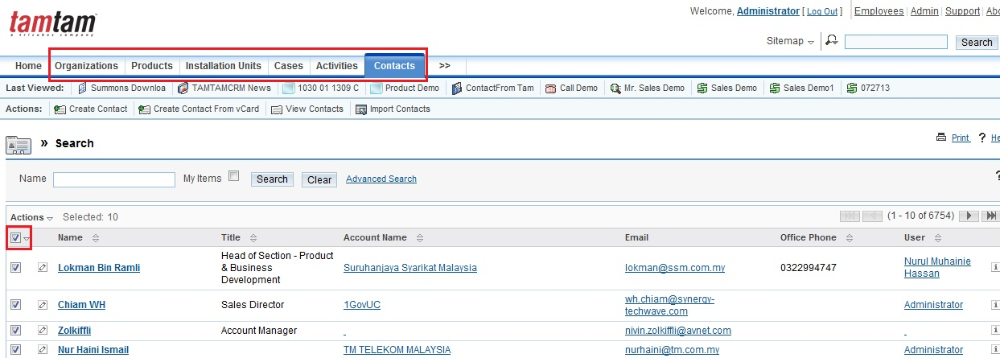 Welcome, Administrator [ Log Out ] Employees | Admin | Support | Abo
tamtam
a tricubes company
Sitemap Search
Home Organizations Products Installation Units Cases Activities Contacts >>
Last Viewed: Summons Downloa TAMTAMCRM News 1030 01 1309 C Product Demo ContactFrom Tam Call Demo Mr. Sales Demo Sales Demo Sales Demo1 072713
Actions: Create Contact Create Contact From vCard View Contacts Import Contacts
» Search Print ? He
Name My Items Search Clear Advanced Search ?
Actions Selected: 10 (1 - 10 of 6754)
Name Title Account Name Email Office Phone User
Lokman Bin Ramli Head of Section - Product & Business Development Suruhanjaya Syarikat Malaysia lokman@ssm.com.my 0322994747 Nurul Muhainie Hassan
Chiam WH Sales Director 1GovUC wh.chiam@synergy-techwave.com Administrator
Zolkiffli Account Manager nivin.zolkiffli@avnet.com
Nur Haini Ismail TM TELEKOM MALAYSIA nurhaini@tm.com.my Administrator